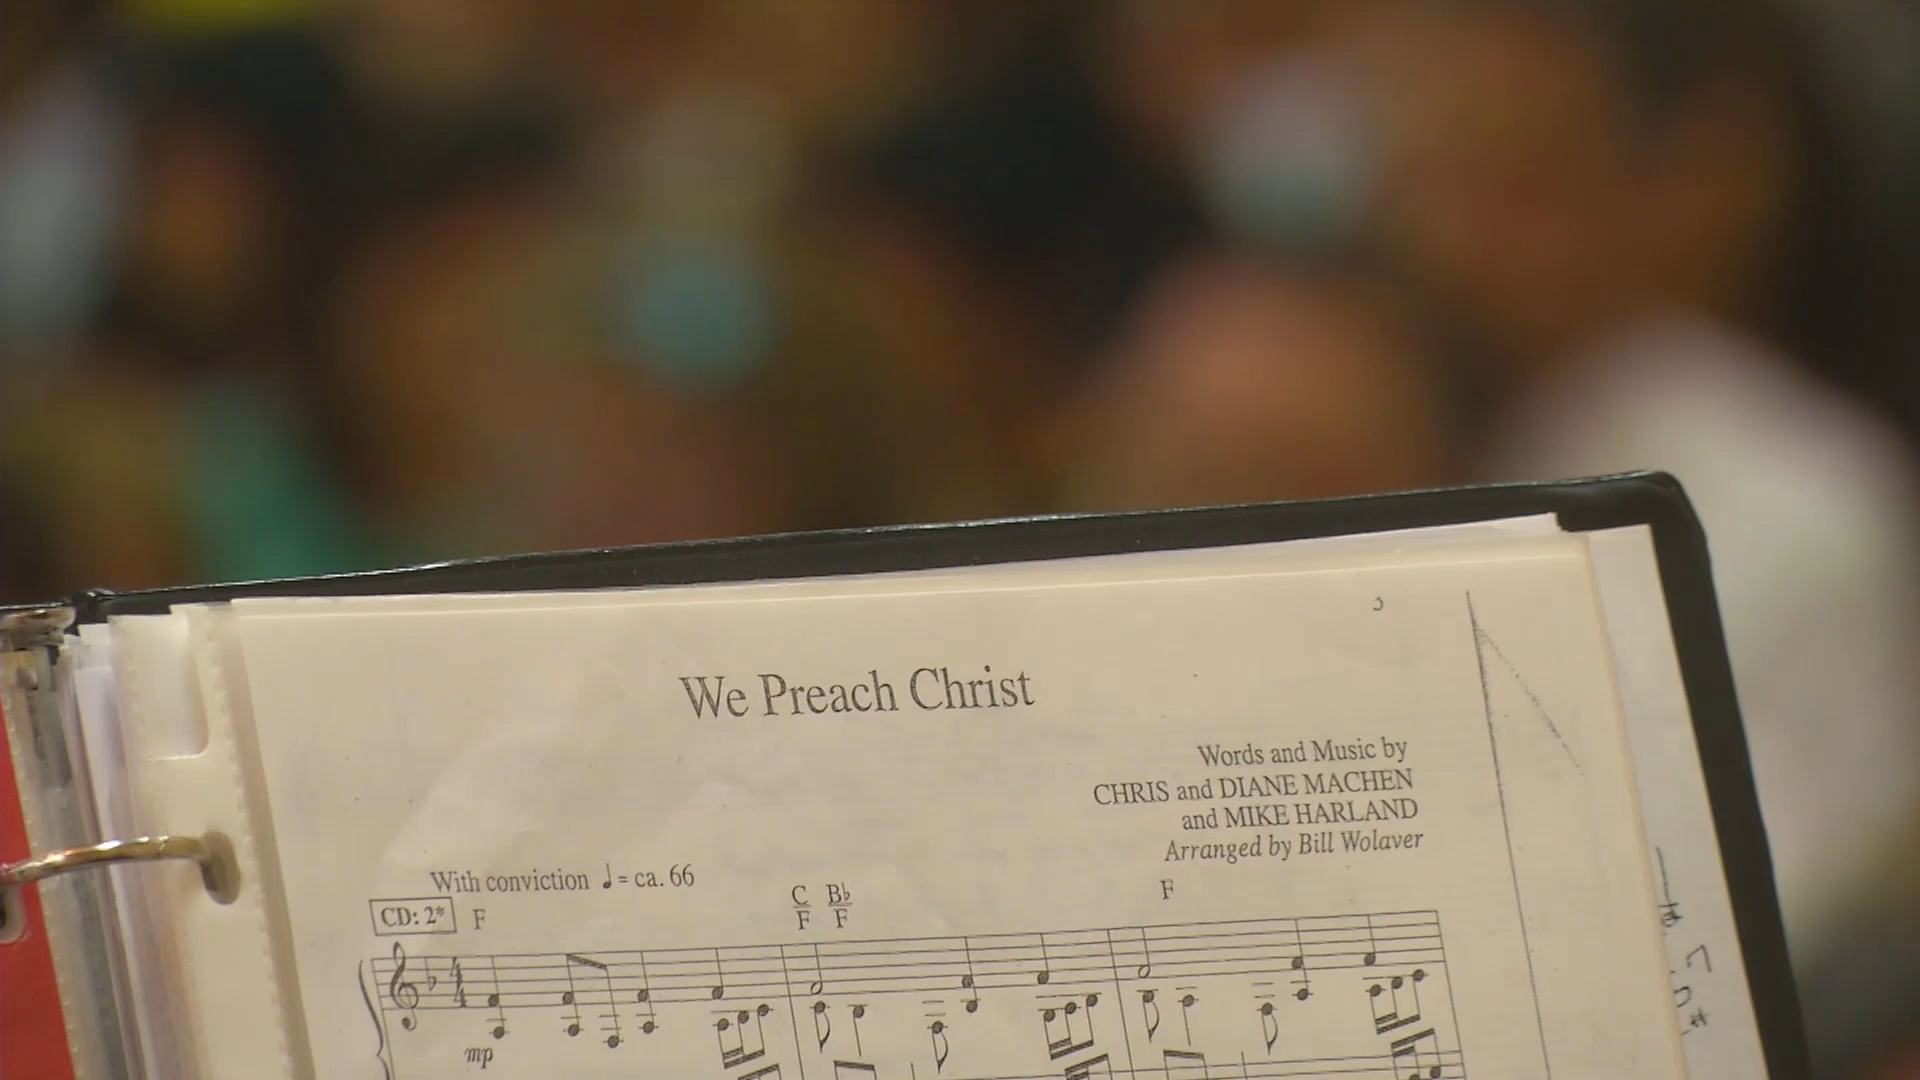 3
We Preach Christ
Words and Music by
CHRIS and DIANE MACHEN
and MIKE HARLAND
Arranged by Bill Wolaver
With conviction ♩= ca. 66
CD: 2* F C/F B♭/F F
mp